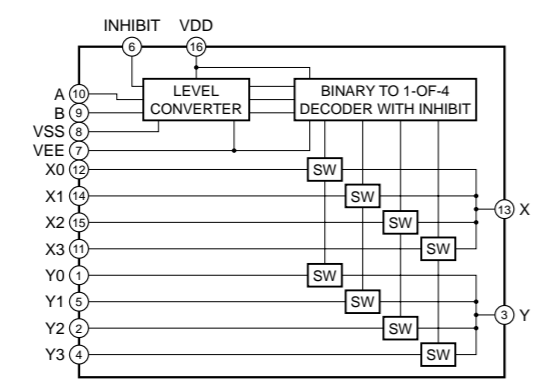 INHIBIT VDD
6 16
LEVEL CONVERTER
BINARY TO 1-OF-4 DECODER WITH INHIBIT
A 10
B 9
VSS 8
VEE 7
X0 12 SW
X1 14 SW
13 X
X2 15 SW
X3 11 SW
Y0 1 SW
Y1 5 SW
3 Y
Y2 2 SW
Y3 4 SW